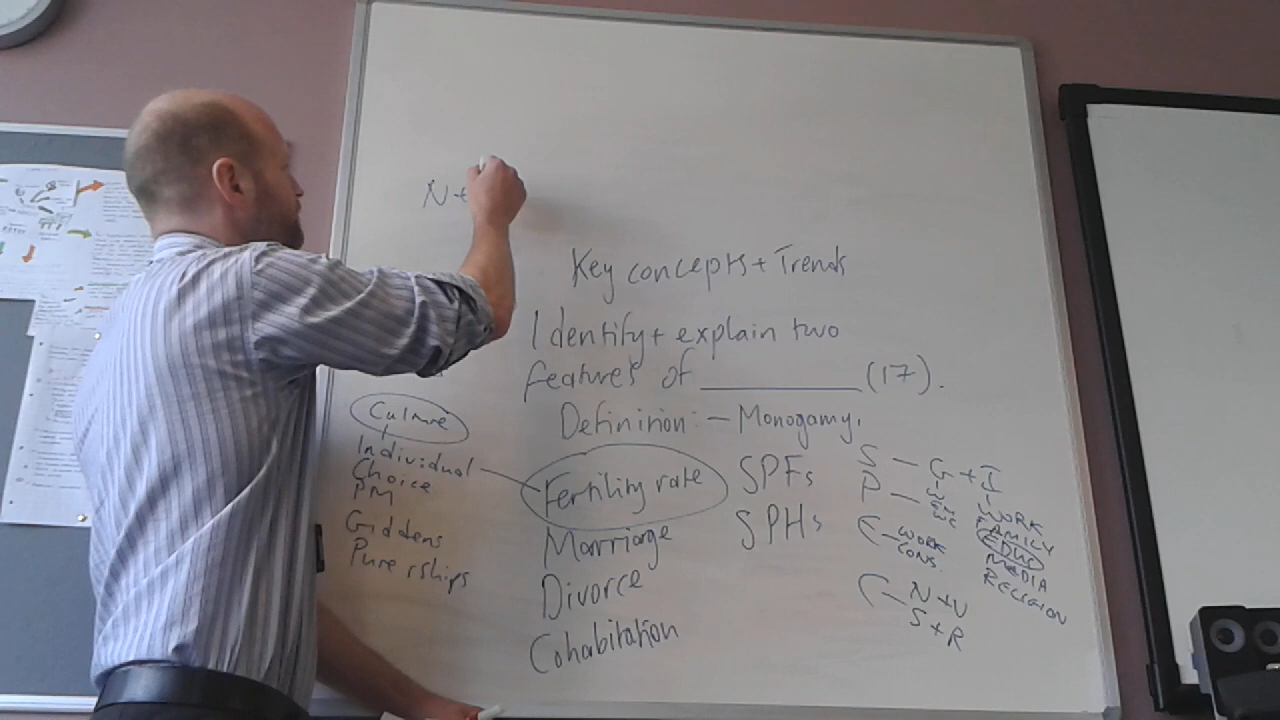 N+
Key concepts + Trends
Identify + explain two
features of ________ (17).
Definition: – Monogamy.
Culture
Individual
Choice
PM
Giddens
Pure rships
Fertility rate
Marriage
Divorce
Cohabitation
SPFs
SPHs
S – G + I
P –
E – WORK
CONS.
C – N + V
S + R
WORK
FAMILY
EDUC
MEDIA
RELIGION